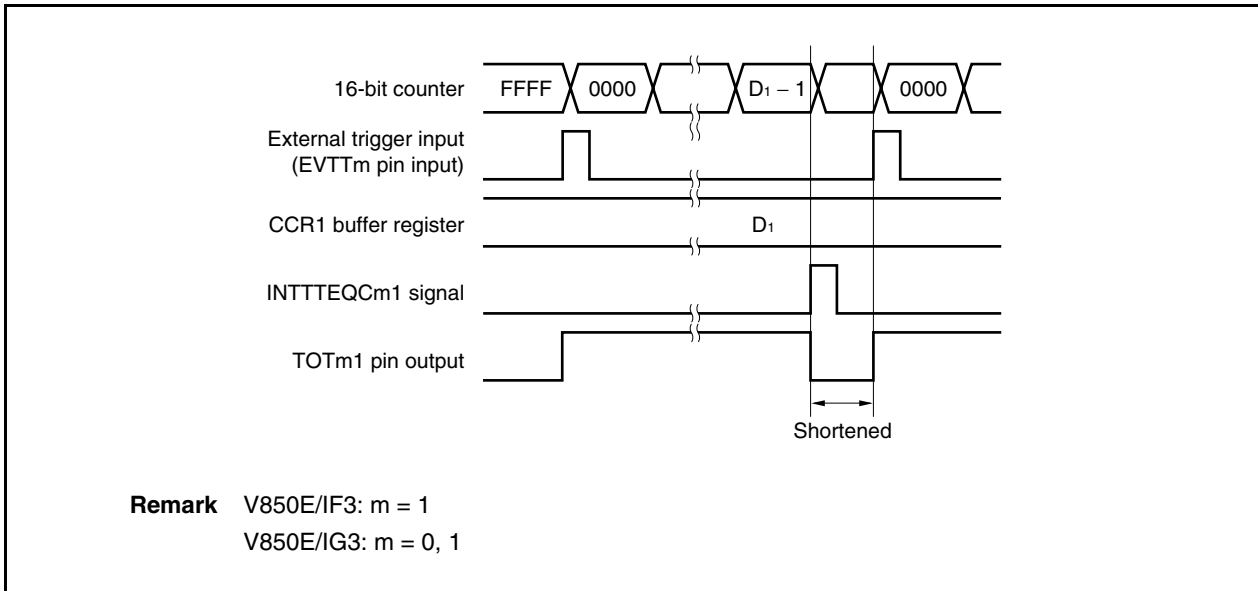 16-bit counter FFFF 0000 D₁ − 1 0000
External trigger input
(EVTTm pin input)
CCR1 buffer register D₁
INTTTEQCm1 signal
TOTm1 pin output
Shortened
Remark V850E/IF3: m = 1
V850E/IG3: m = 0, 1